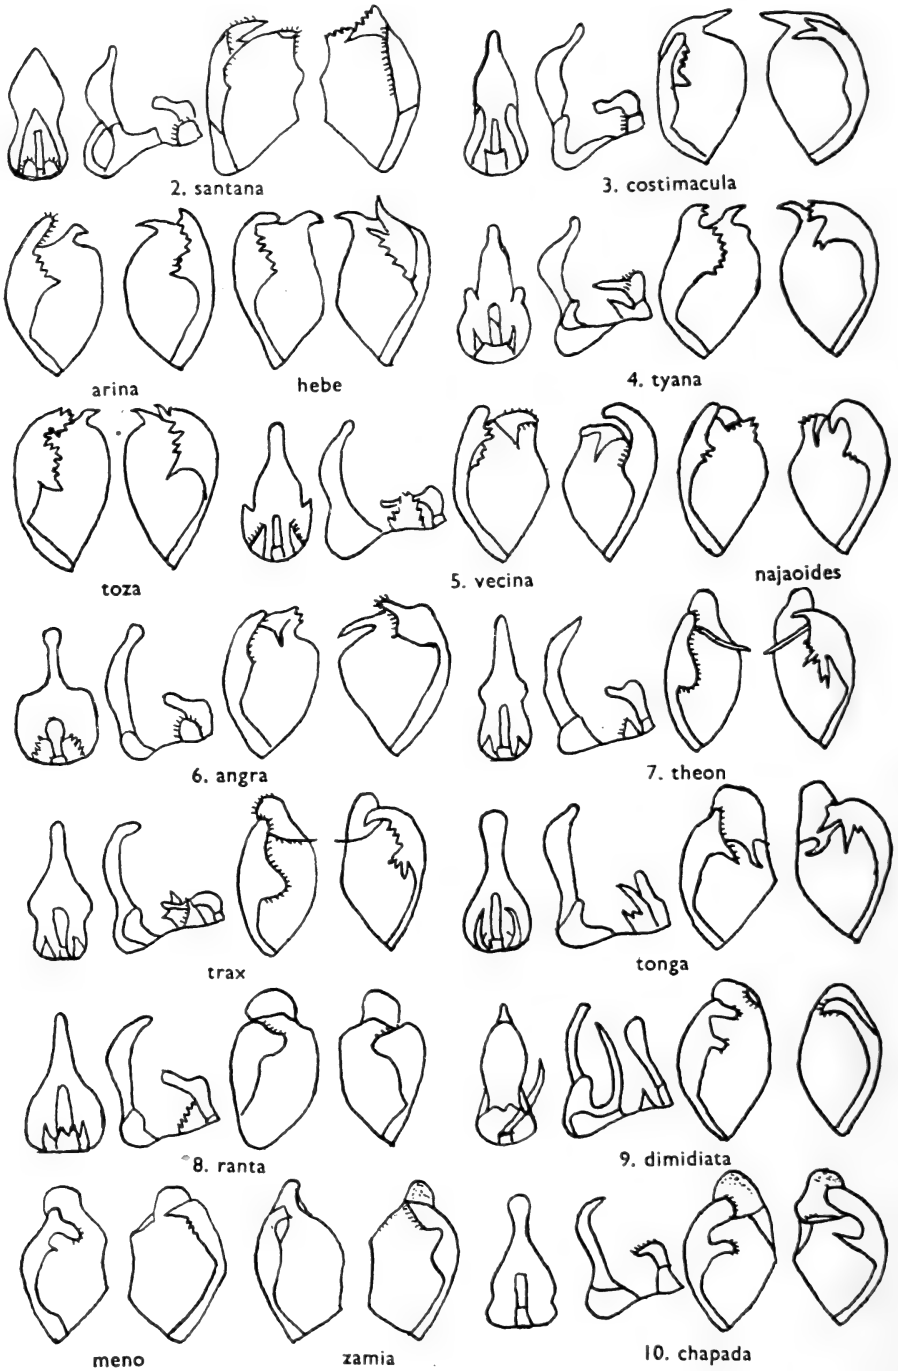 2. santana
3. costimacula
arina
hebe
4. tyana
toza
5. vecina
najaoides
6. angra
7. theon
trax
tonga
8. ranta
9. dimidiata
meno
zamia
10. chapada